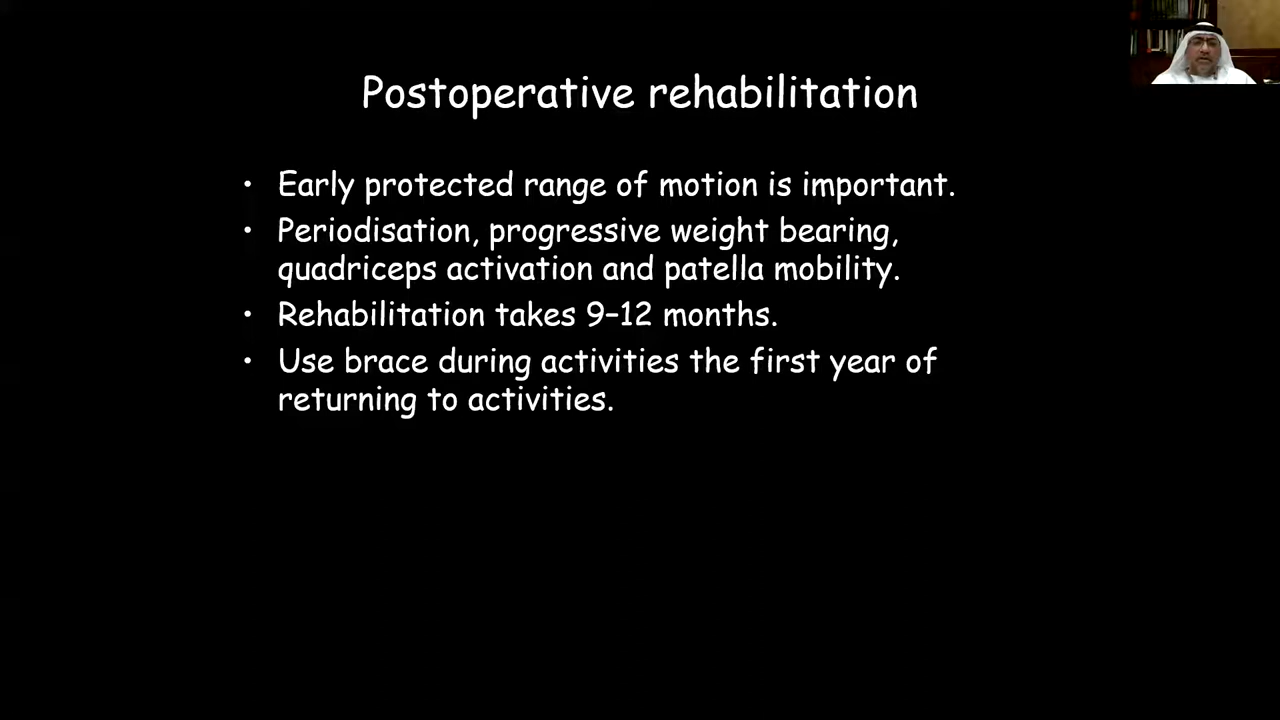 Postoperative rehabilitation
• Early protected range of motion is important.
• Periodisation, progressive weight bearing,
quadriceps activation and patella mobility.
• Rehabilitation takes 9–12 months.
• Use brace during activities the first year of
returning to activities.